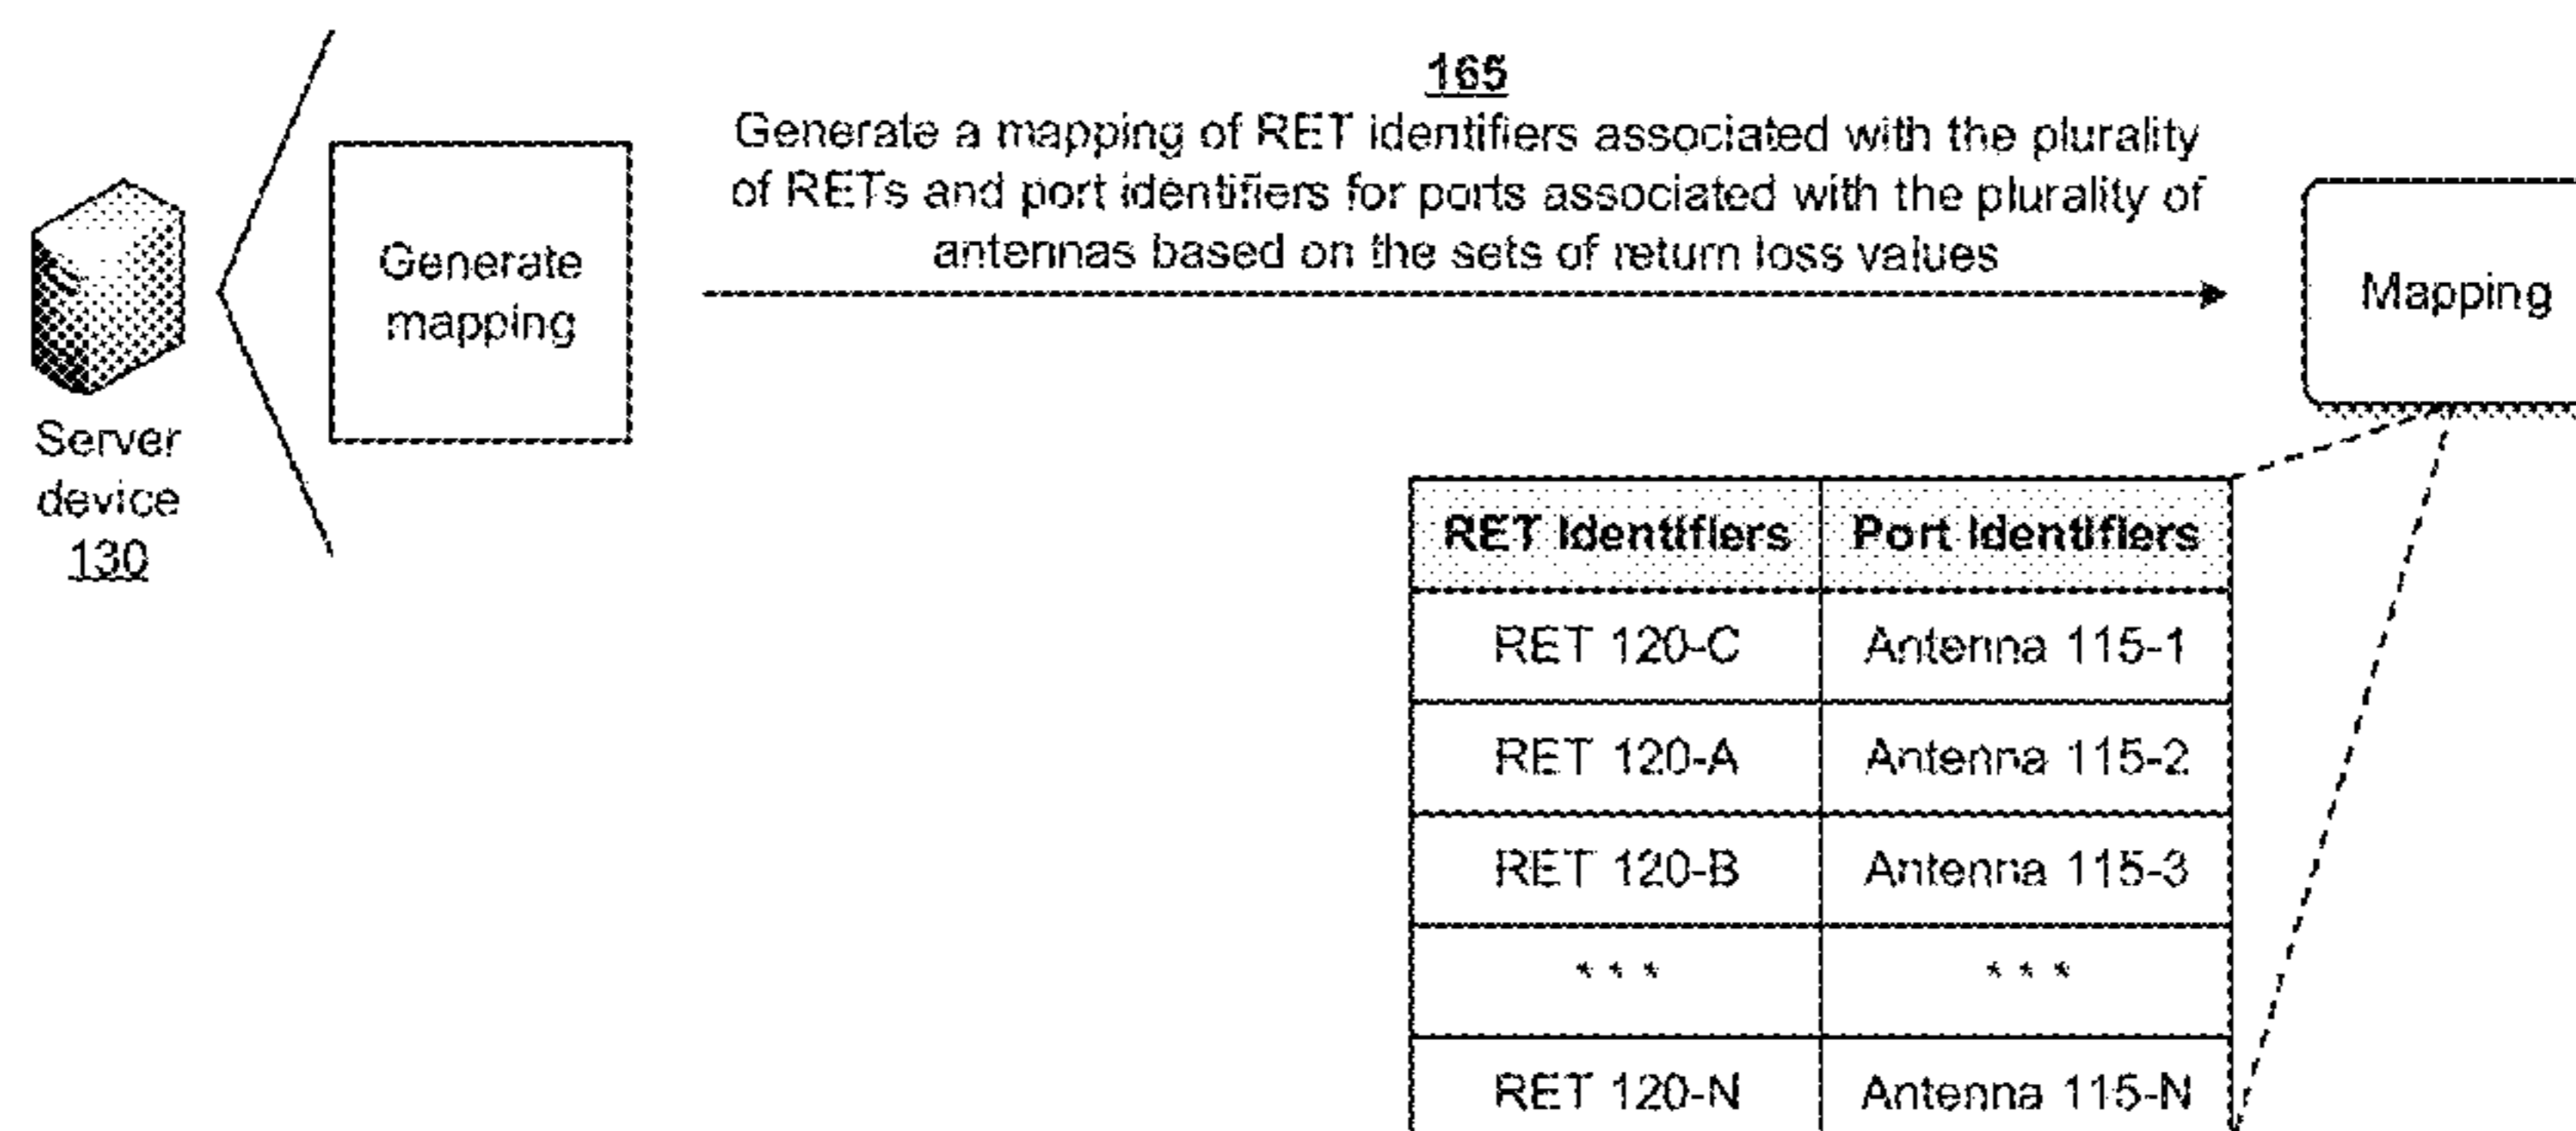 165
Generate a mapping of RET identifiers associated with the plurality
of RETs and port identifiers for ports associated with the plurality of
antennas based on the sets of return loss values
Generate
mapping
Mapping
Server
device
130
RET Identifiers Port Identifiers
RET 120-C Antenna 115-1
RET 120-A Antenna 115-2
RET 120-B Antenna 115-3
* * * * * *
RET 120-N Antenna 115-N